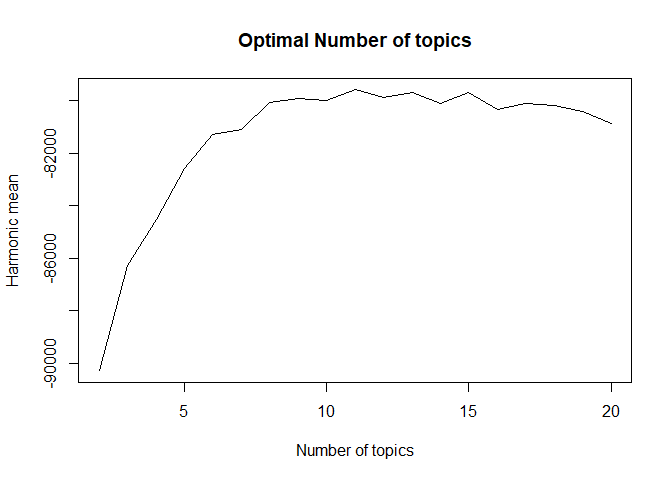 Optimal Number of topics
Harmonic mean
-82000
-86000
-90000
5 10 15 20
Number of topics